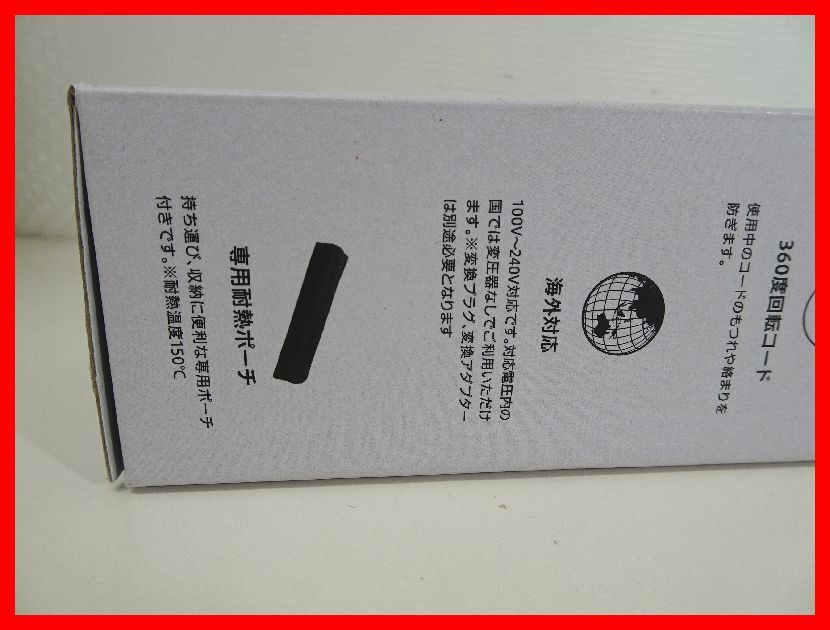 360度回転コード
使用中のコードのもつれや絡まりを
防ぎます。
海外対応
100V～240V対応です。対応電圧内の
国では変圧器なしでご利用いただけ
ます。※変換プラグ、変換アダプター
は別途必要となります
専用耐熱ポーチ
持ち運び、収納に便利な専用ポーチ
付きです。※耐熱温度150℃